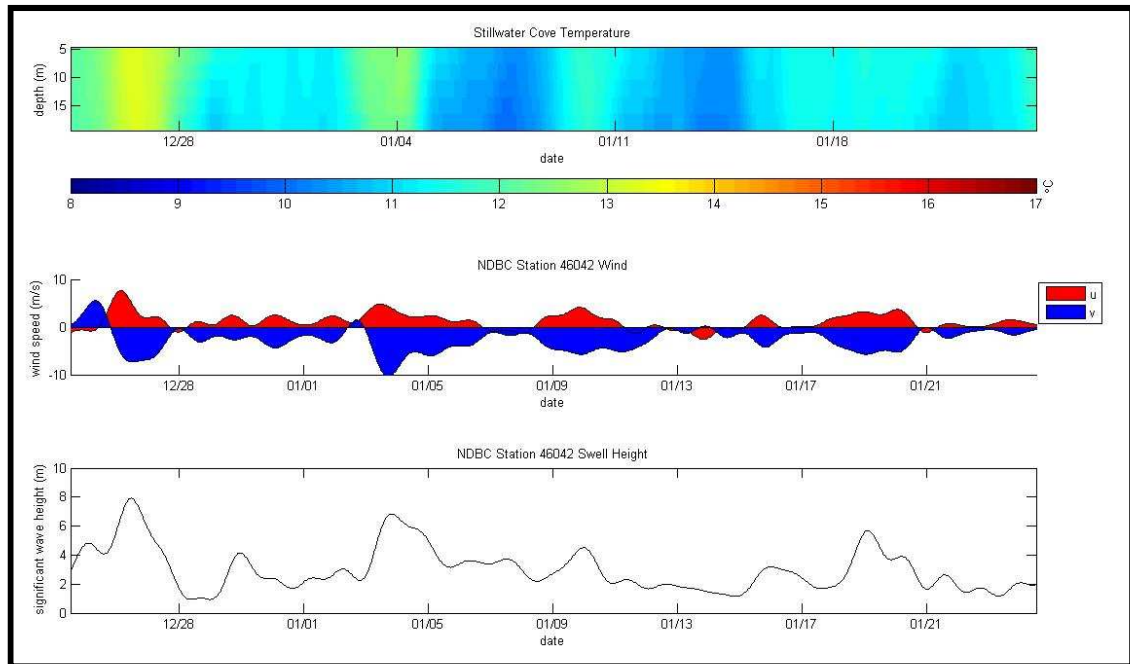 Stillwater Cove Temperature
5
10
15
depth (m)
12/28 01/04 01/11 01/18
date
8 9 10 11 12 13 14 15 16 17
°C
NDBC Station 46042 Wind
10
0
-10
wind speed (m/s)
u
v
12/28 01/01 01/05 01/09 01/13 01/17 01/21
date
NDBC Station 46042 Swell Height
10
8
6
4
2
0
significant wave height (m)
12/28 01/01 01/05 01/09 01/13 01/17 01/21
date